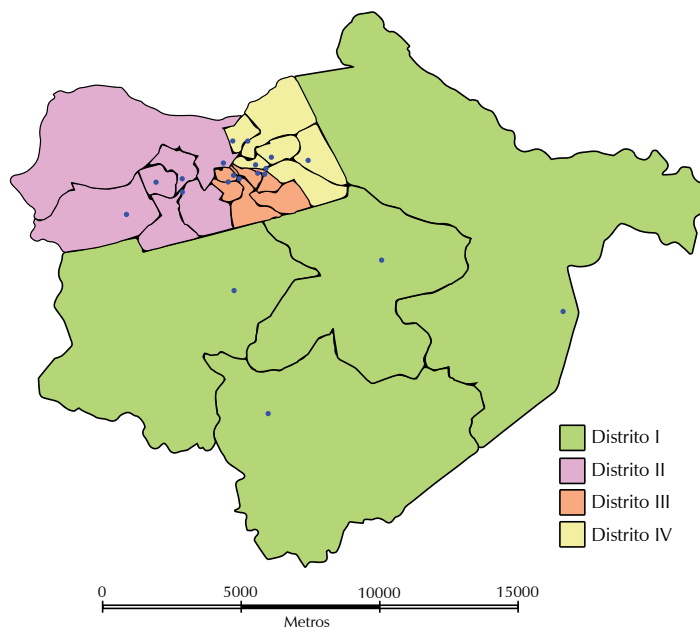 Distrito I
Distrito II
Distrito III
Distrito IV
0 5000 10000 15000
Metros